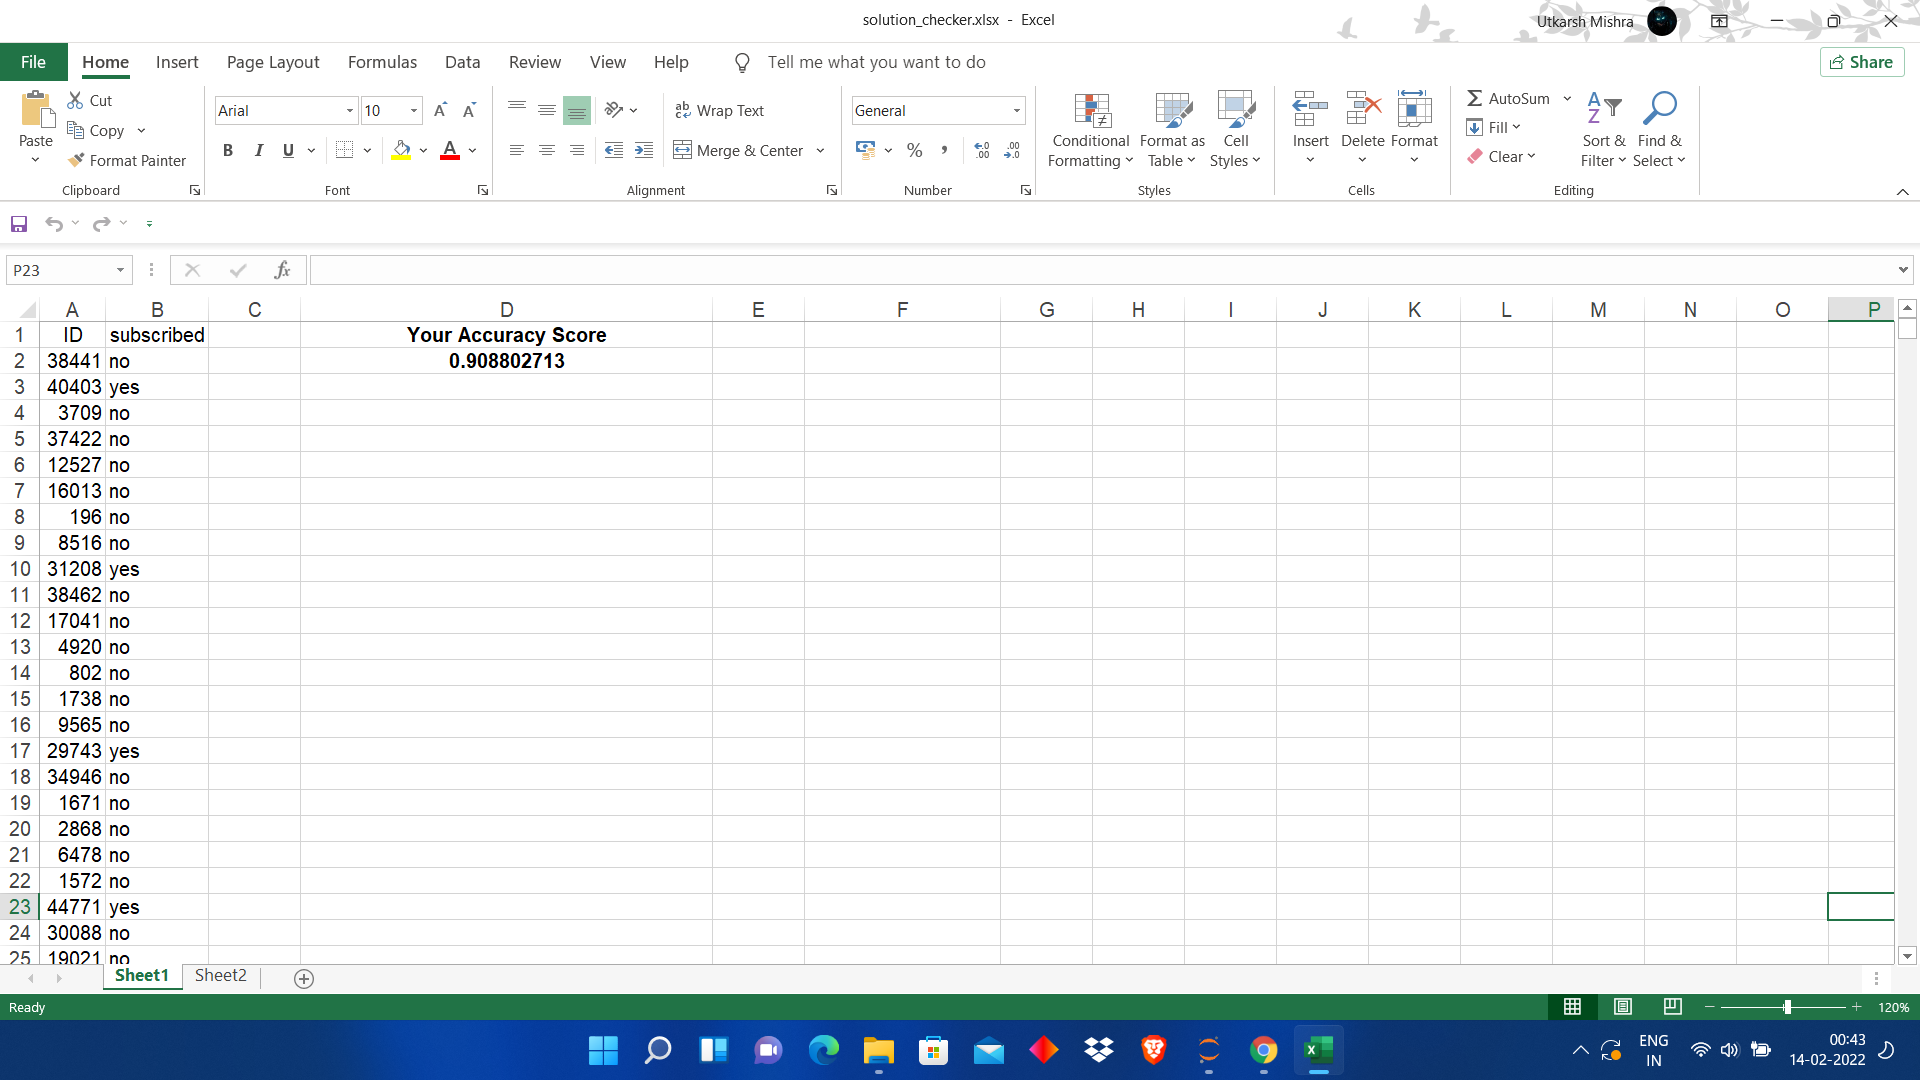 solution_checker.xlsx - Excel
Utkarsh Mishra
File Home Insert Page Layout Formulas Data Review View Help Tell me what you want to do Share
Paste
Cut
Copy
Format Painter
Clipboard
Arial 10
B I U
Font
ab Wrap Text
Merge & Center
Alignment
General
% ,
Number
Conditional Formatting
Format as Table
Cell Styles
Styles
Insert
Delete
Format
Cells
AutoSum
Fill
Clear
Sort & Filter
Find & Select
Editing
P23
fx
A B C D E F G H I J K L M N O P
1 ID subscribed Your Accuracy Score
2 38441 no 0.908802713
3 40403 yes
4 3709 no
5 37422 no
6 12527 no
7 16013 no
8 196 no
9 8516 no
10 31208 yes
11 38462 no
12 17041 no
13 4920 no
14 802 no
15 1738 no
16 9565 no
17 29743 yes
18 34946 no
19 1671 no
20 2868 no
21 6478 no
22 1572 no
23 44771 yes
24 30088 no
25 19021 no
Sheet1 Sheet2
Ready
120%
ENG
IN
00:43
14-02-2022